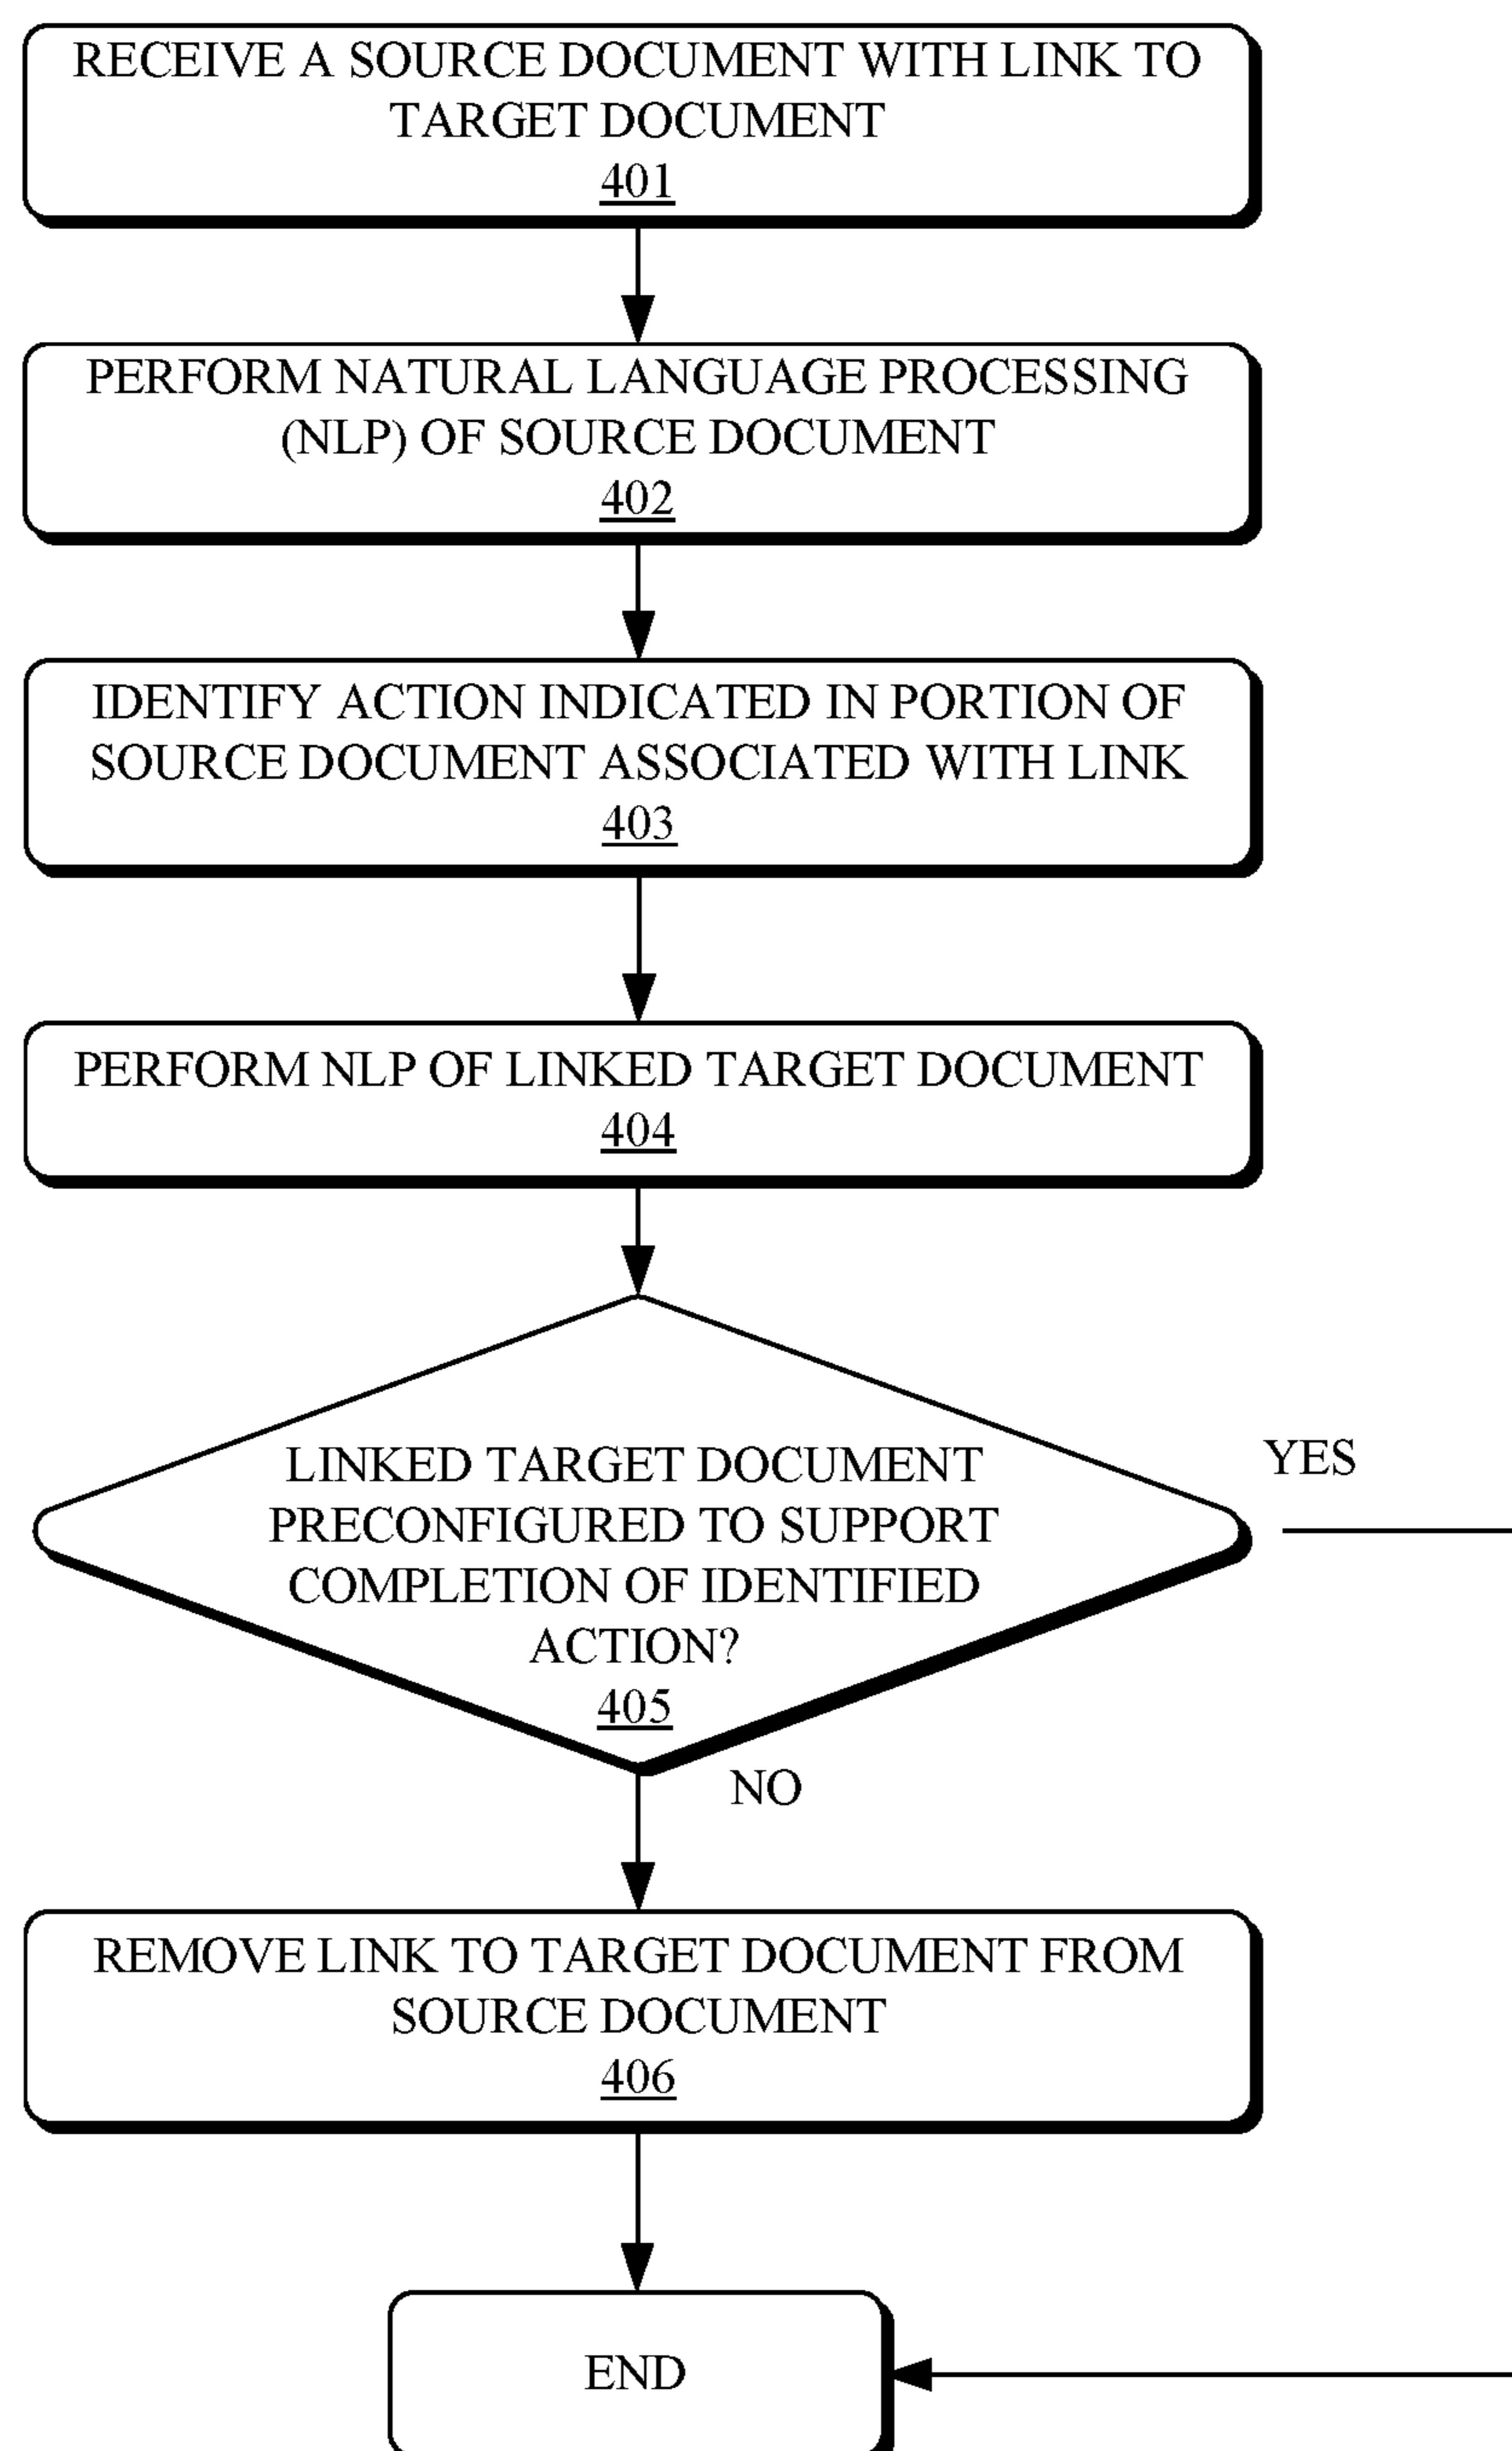 RECEIVE A SOURCE DOCUMENT WITH LINK TO
TARGET DOCUMENT
401
PERFORM NATURAL LANGUAGE PROCESSING
(NLP) OF SOURCE DOCUMENT
402
IDENTIFY ACTION INDICATED IN PORTION OF
SOURCE DOCUMENT ASSOCIATED WITH LINK
403
PERFORM NLP OF LINKED TARGET DOCUMENT
404
LINKED TARGET DOCUMENT
PRECONFIGURED TO SUPPORT
COMPLETION OF IDENTIFIED
ACTION?
405
YES
NO
REMOVE LINK TO TARGET DOCUMENT FROM
SOURCE DOCUMENT
406
END